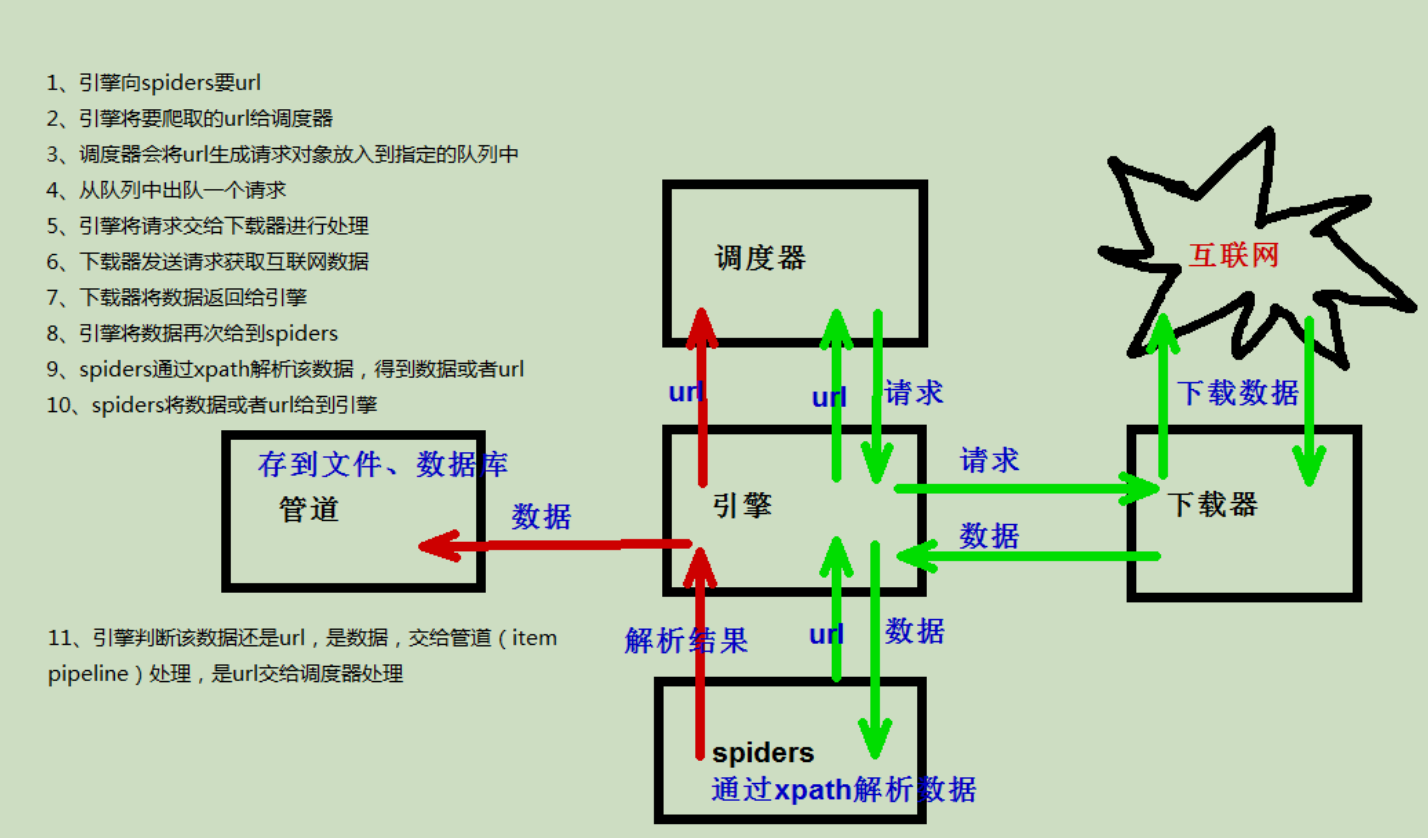 1、引擎向spiders要url
2、引擎将要爬取的url给调度器
3、调度器会将url生成请求对象放入到指定的队列中
4、从队列中出队一个请求
5、引擎将请求交给下载器进行处理
6、下载器发送请求获取互联网数据
7、下载器将数据返回给引擎
8、引擎将数据再次给到spiders
9、spiders通过xpath解析该数据，得到数据或者url
10、spiders将数据或者url给到引擎
调度器
互联网
url
url
请求
下载数据
存到文件、数据库
管道
数据
引擎
请求
数据
下载器
11、引擎判断该数据还是url，是数据，交给管道（item
pipeline）处理，是url交给调度器处理
解析结果
url
数据
spiders
通过xpath解析数据